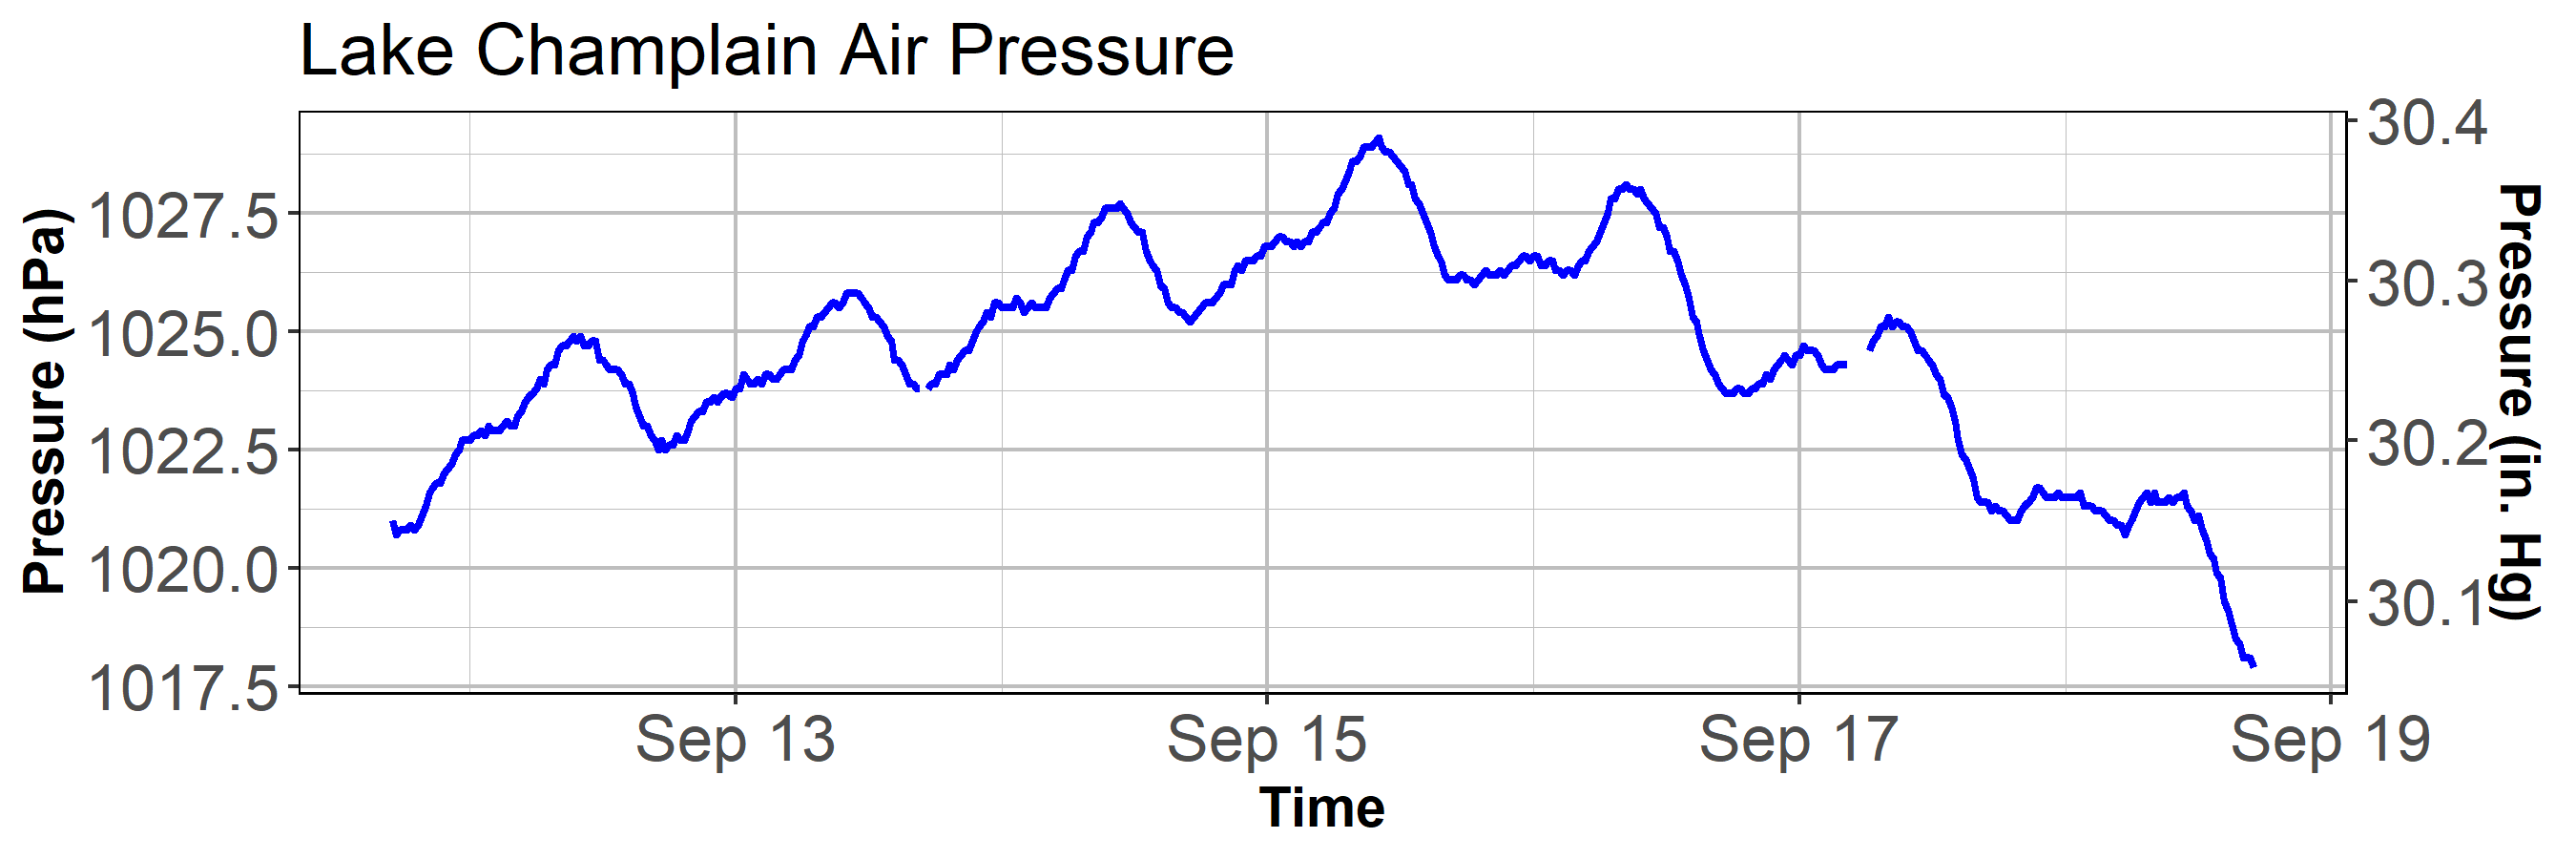 Lake Champlain Air Pressure
Pressure (hPa)
1027.5
1025.0
1022.5
1020.0
1017.5
30.4
30.3
30.2
30.1
Pressure (in. Hg)
Sep 13
Sep 15
Sep 17
Sep 19
Time